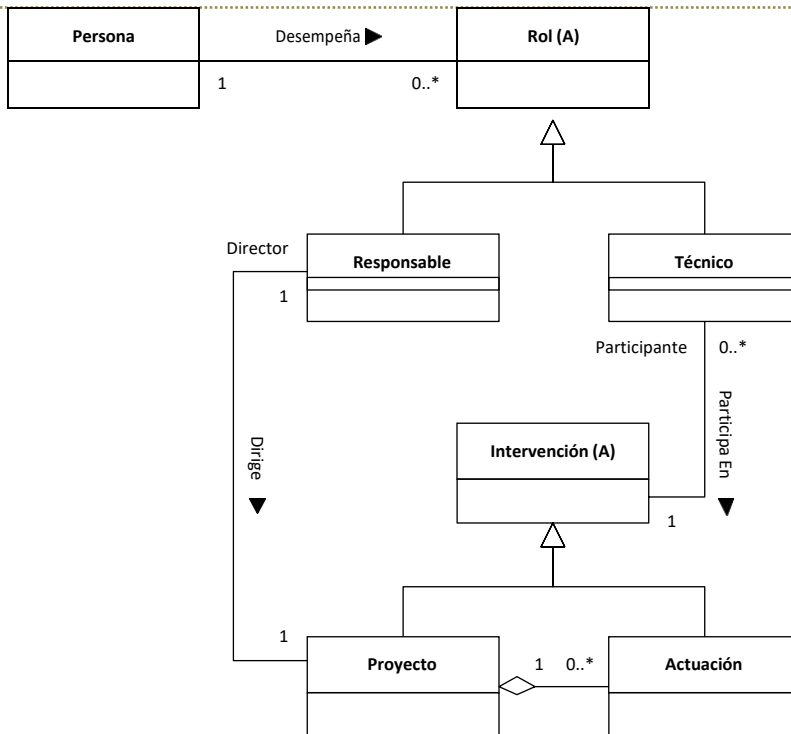 Persona
Desempeña
Rol (A)
1
0..*
Director
Responsable
Técnico
1
Participante
0..*
Participa En
Dirige
Intervención (A)
1
1
Proyecto
1
0..*
Actuación